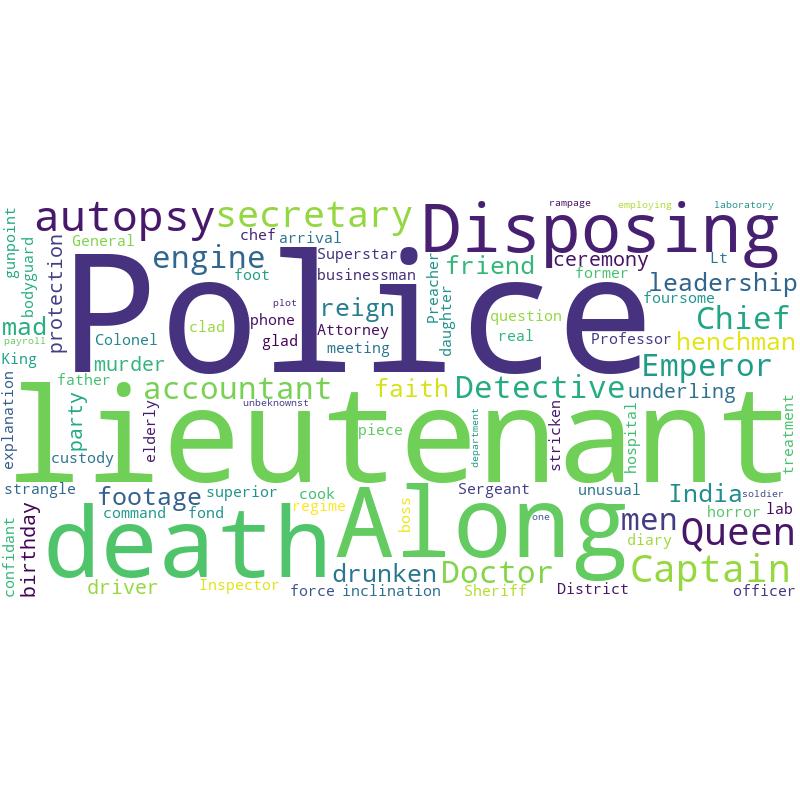 rampage employing laboratory
autopsy secretary Disposing
General chef arrival ceremony
gunpoint bodyguard protection
engine Superstar friend former Lt
foot businessman Preacher leadership
Police
plot foursome
mad clad phone reign daughter question Chief
payroll Colonel glad Attorney real Professor henchman
King murder meeting Emperor
father accountant faith Detective underling
explanation party elderly unbeknownst
lieutenant
piece department stricken hospital treatment
custody
strangle footage superior cook Sergeant unusual India soldier
command fond regime boss one horror lab
confidant birthday death Along men Queen
diary
drunken Doctor Captain
driver Inspector force inclination Sheriff District officer